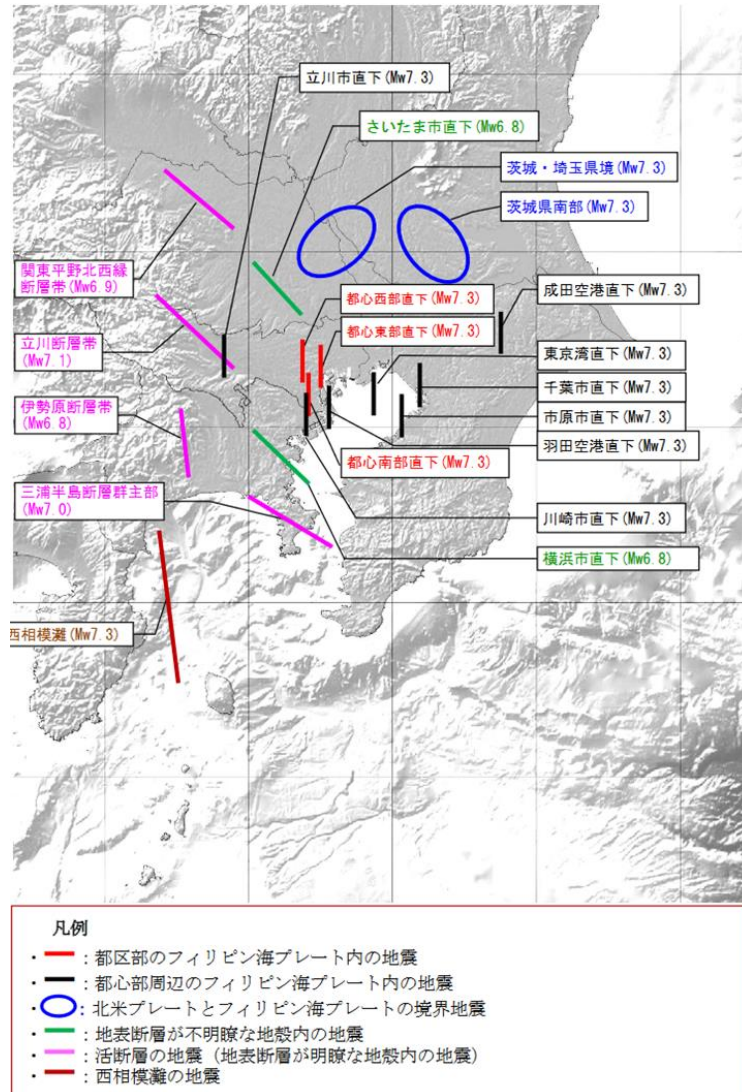 立川市直下(Mw7.3)
さいたま市直下(Mw6.8)
茨城・埼玉県境(Mw7.3)
茨城県南部(Mw7.3)
関東平野北西縁
断層帯(Mw6.9)
都心西部直下(Mw7.3)
成田空港直下(Mw7.3)
都心東部直下(Mw7.3)
立川断層帯
(Mw7.1)
東京湾直下(Mw7.3)
千葉市直下(Mw7.3)
伊勢原断層帯
(Mw6.8)
市原市直下(Mw7.3)
羽田空港直下(Mw7.3)
都心南部直下(Mw7.3)
三浦半島断層群主部
(Mw7.0)
川崎市直下(Mw7.3)
横浜市直下(Mw6.8)
西相模灘(Mw7.3)
凡例
・ : 都区部のフィリピン海プレート内の地震
・ : 都心部周辺のフィリピン海プレート内の地震
・ : 北米プレートとフィリピン海プレートの境界地震
・ : 地表断層が不明瞭な地殻内の地震
・ : 活断層の地震(地表断層が明瞭な地殻内の地震)
・ : 西相模灘の地震